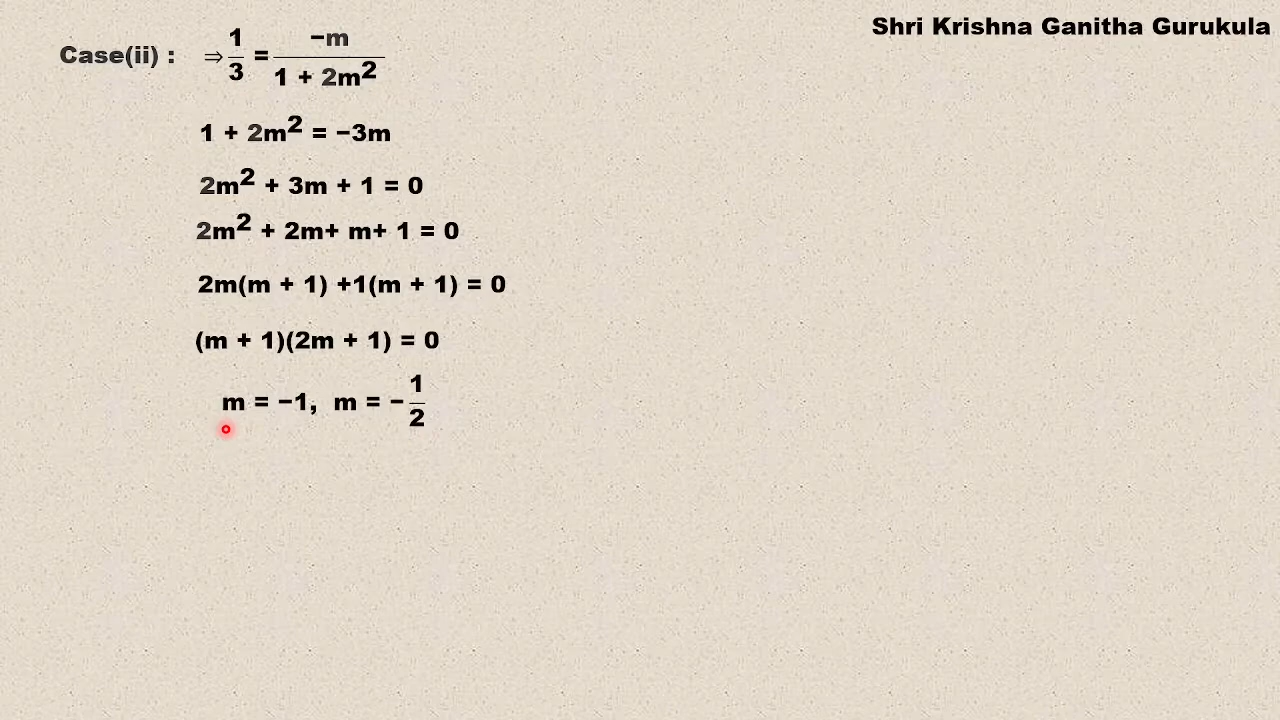 Shri Krishna Ganitha Gurukula
Case(ii) : ⇒ 1/3 = −m/(1 + 2m²)
1 + 2m² = −3m
2m² + 3m + 1 = 0
2m² + 2m+ m+ 1 = 0
2m(m + 1) +1(m + 1) = 0
(m + 1)(2m + 1) = 0
m = −1, m = −1/2